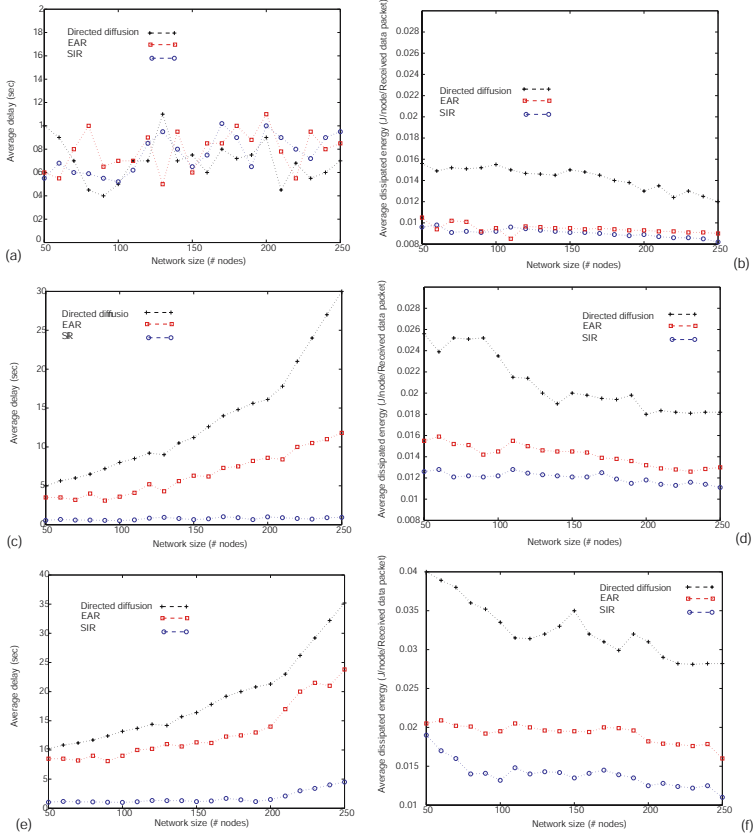 2
1 8
1 6
1 4
1 2
1
08
06
04
02
0
50
100
150
200
250
Average delay (sec)
Network size (# nodes)
Directed diffusion
EAR
SIR
(a)
0.028
0.026
0.024
0.022
0.02
0.018
0.016
0.014
0.012
0.01
0.008
50
100
150
200
250
Average dissipated energy (J/node/Received data packet)
Network size (# nodes)
Directed diffusion
EAR
SIR
(b)
30
25
20
15
10
5
0
50
100
150
200
250
Average delay (sec)
Network size (# nodes)
Directed diffusio
EAR
SIR
(c)
0.028
0.026
0.024
0.022
0.02
0.018
0.016
0.014
0.012
0.01
0.008
50
100
150
200
250
Average dissipated energy (J/node/Received data packet)
Network size (# nodes)
Directed diffusion
EAR
SIR
(d)
40
35
30
25
20
15
10
5
0
50
100
150
200
250
Average delay (sec)
Network size (# nodes)
Directed diffusion
EAR
SIR
(e)
0.04
0.035
0.03
0.025
0.02
0.015
0.01
50
100
150
200
250
Average dissipated energy (J/node/Received data packet)
Network size (# nodes)
Directed diffusion
EAR
SIR
(f)